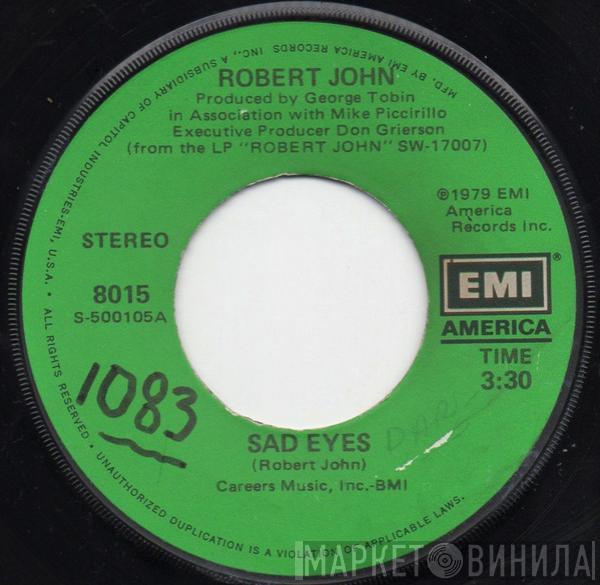 MFD. BY EMI AMERICA RECORDS INC., A SUBSIDIARY OF CAPITOL INDUSTRIES-EMI, U.S.A. • ALL RIGHTS RESERVED. • UNAUTHORIZED DUPLICATION IS A VIOLATION OF APPLICABLE LAWS.
ROBERT JOHN
Produced by George Tobin
in Association with Mike Piccirillo
Executive Producer Don Grierson
(from the LP "ROBERT JOHN" SW-17007)
℗1979 EMI
America
Records Inc.
STEREO
8015
S-500105A
EMI®
AMERICA
TIME
3:30
1083
SAD EYES
(Robert John)
Careers Music, Inc.-BMI
МАРКЕТ ВИНИЛА